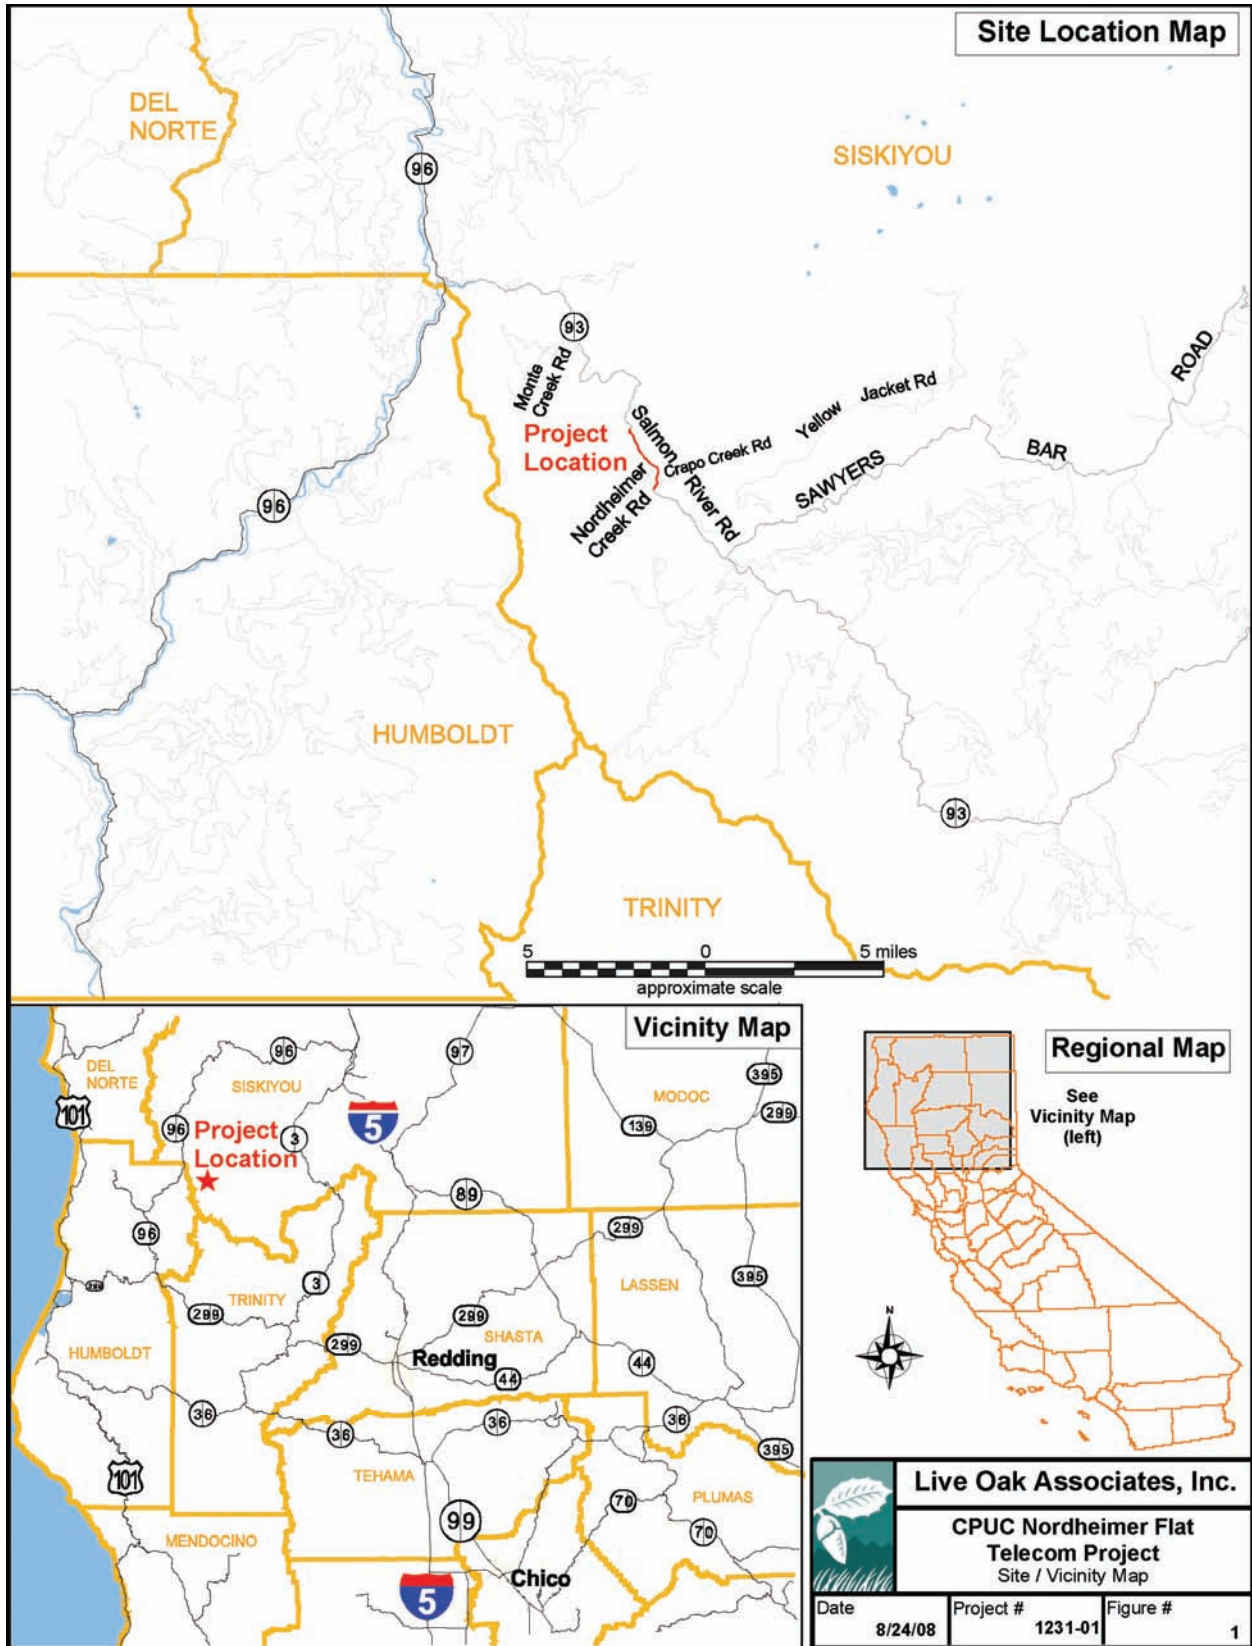 Site Location Map
DEL
NORTE
96
SISKIYOU
93
Monte
Creek Rd
Project
Location
Salmon
River Rd
Nordheimer
Creek Rd
Crapo Creek Rd
Yellow Jacket Rd
SAWYERS BAR ROAD
96
HUMBOLDT
93
TRINITY
5 0 5 miles
approximate scale
Vicinity Map
DEL
NORTE
101
96
SISKIYOU
97
MODOC
395
299
139
96
Project
Location
3
5
89
96
299
LASSEN
395
3
TRINITY
299
299
SHASTA
HUMBOLDT
299
Redding
44
44
36
36
36
36
395
101
TEHAMA
99
70
PLUMAS
70
MENDOCINO
Chico
5
Regional Map
See
Vicinity Map
(left)
N
Live Oak Associates, Inc.
CPUC Nordheimer Flat
Telecom Project
Site / Vicinity Map
Date
8/24/08
Project #
1231-01
Figure #
1